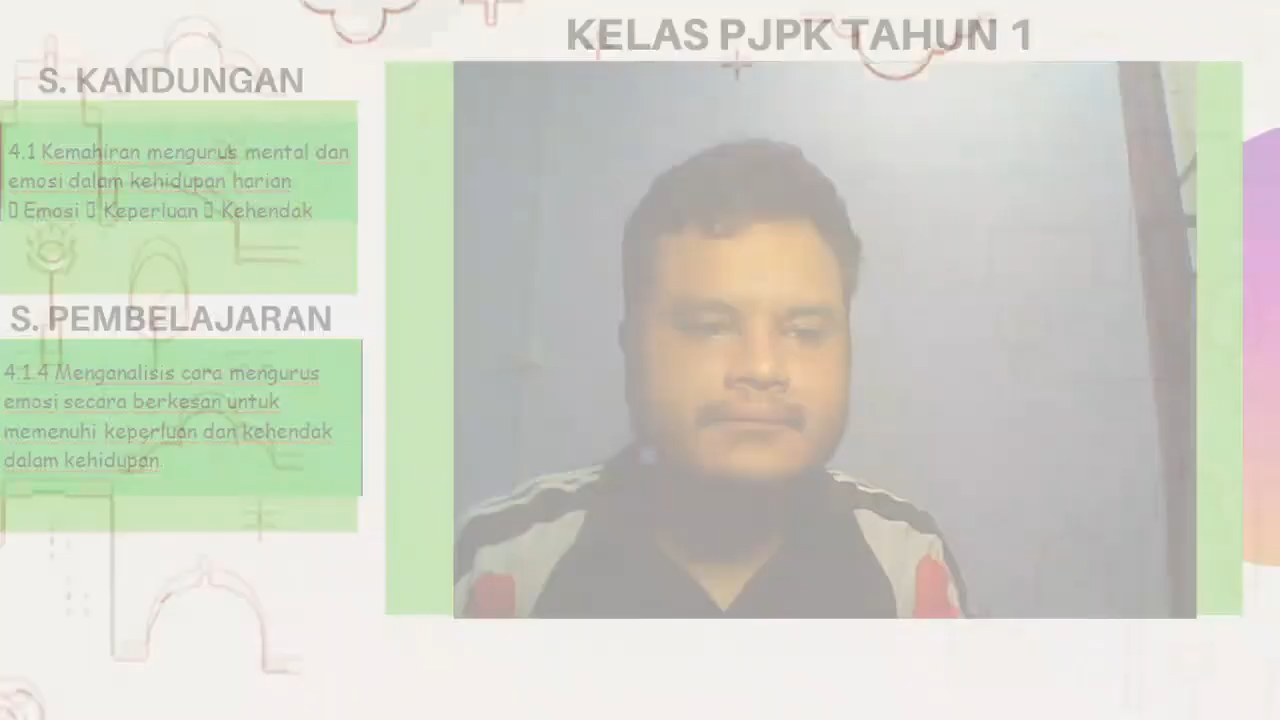 KELAS PJPK TAHUN 1
S. KANDUNGAN
4.1 Kemahiran mengurus mental dan
emosi dalam kehidupan harian
▯ Emosi ▯ Keperluan ▯ Kehendak
S. PEMBELAJARAN
4.1.4 Menganalisis cara mengurus
emosi secara berkesan untuk
memenuhi keperluan dan kehendak
dalam kehidupan.